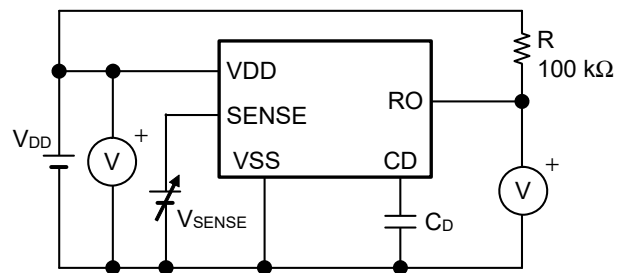 R
100 kΩ
VDD
RO
SENSE
VDD
V
+
VSS
CD
V
+
VSENSE
CD